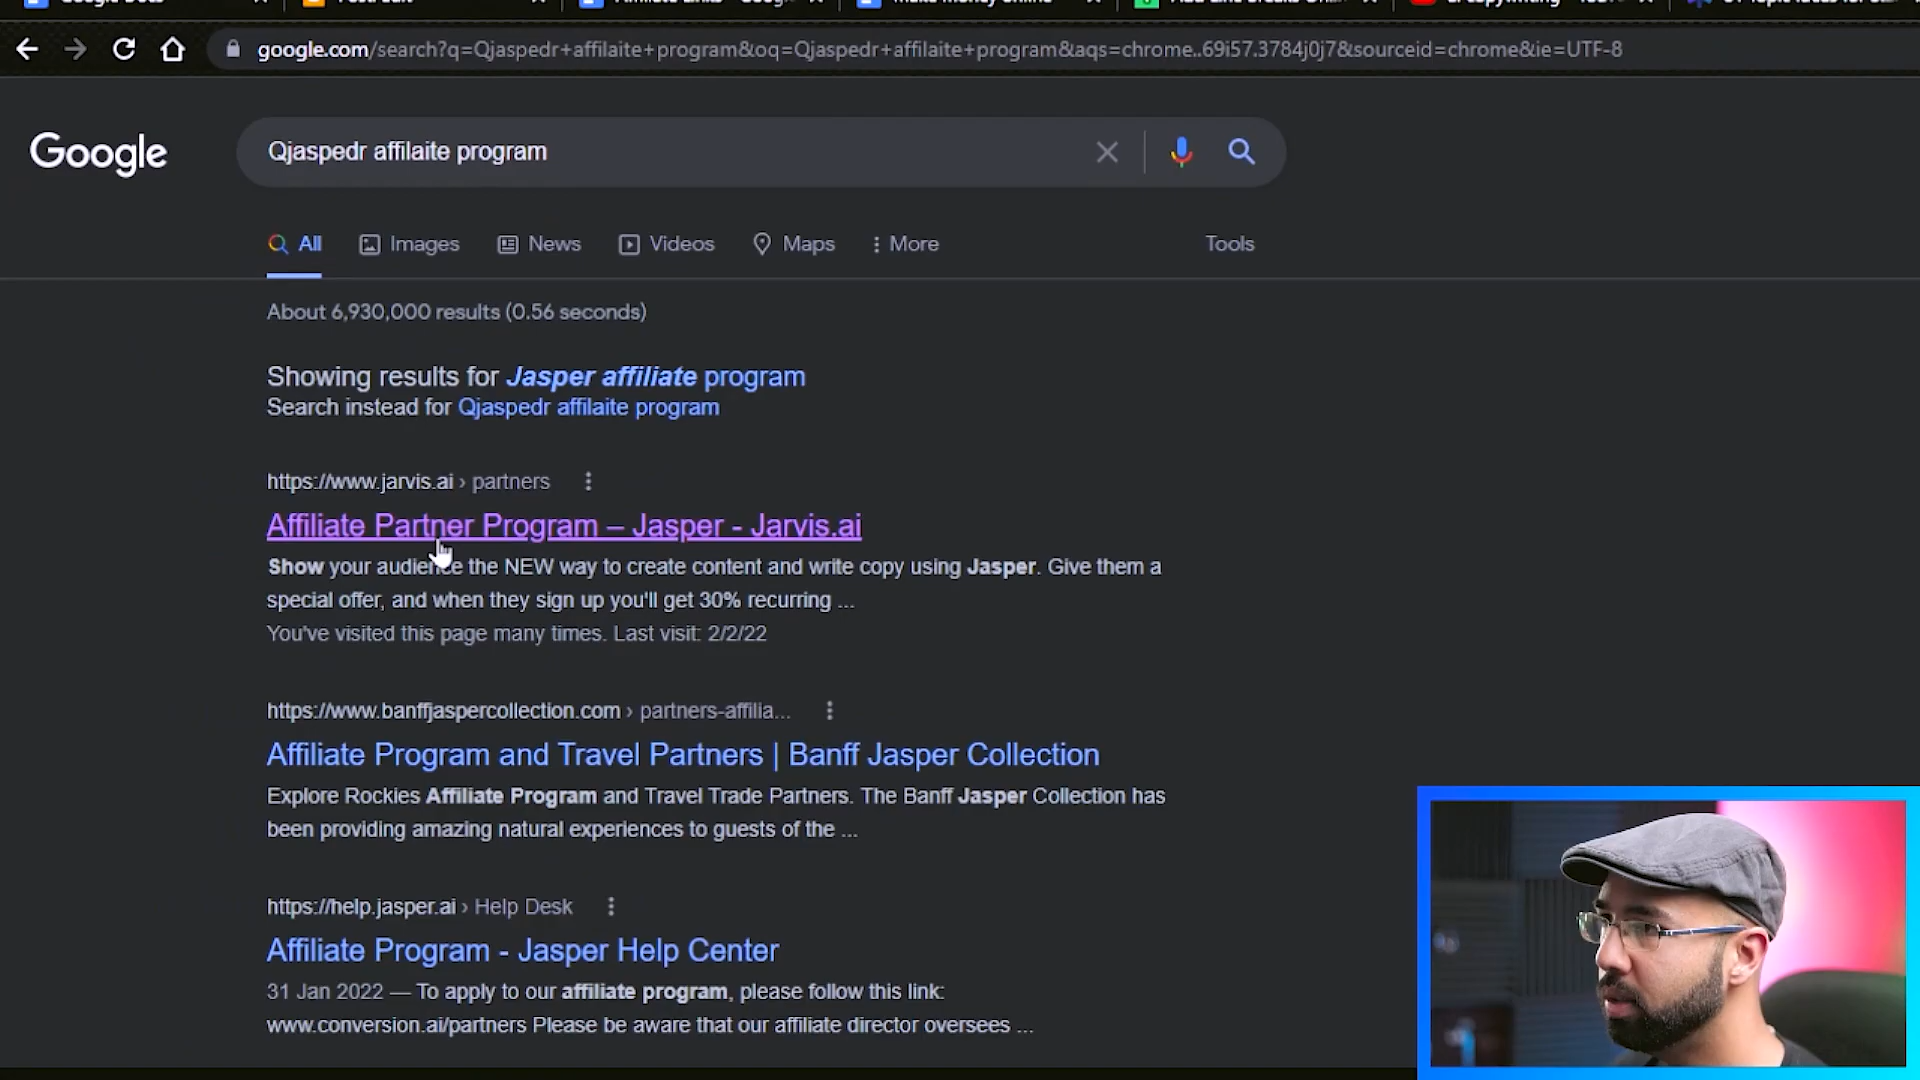 google.com/search?q=Qjaspedr+affilaite+program&oq=Qjaspedr+affilaite+program&aqs=chrome..69i57.3784j0j7&sourceid=chrome&ie=UTF-8
Google
Qjaspedr affilaite program
All Images News Videos Maps More Tools
About 6,930,000 results (0.56 seconds)
Showing results for Jasper affiliate program
Search instead for Qjaspedr affilaite program
https://www.jarvis.ai › partners
Affiliate Partner Program – Jasper - Jarvis.ai
Show your audience the NEW way to create content and write copy using Jasper. Give them a
special offer, and when they sign up you'll get 30% recurring ...
You've visited this page many times. Last visit: 2/2/22
https://www.banffjaspercollection.com › partners-affilia...
Affiliate Program and Travel Partners | Banff Jasper Collection
Explore Rockies Affiliate Program and Travel Trade Partners. The Banff Jasper Collection has
been providing amazing natural experiences to guests of the ...
https://help.jasper.ai › Help Desk
Affiliate Program - Jasper Help Center
31 Jan 2022 — To apply to our affiliate program, please follow this link:
www.conversion.ai/partners Please be aware that our affiliate director oversees ...